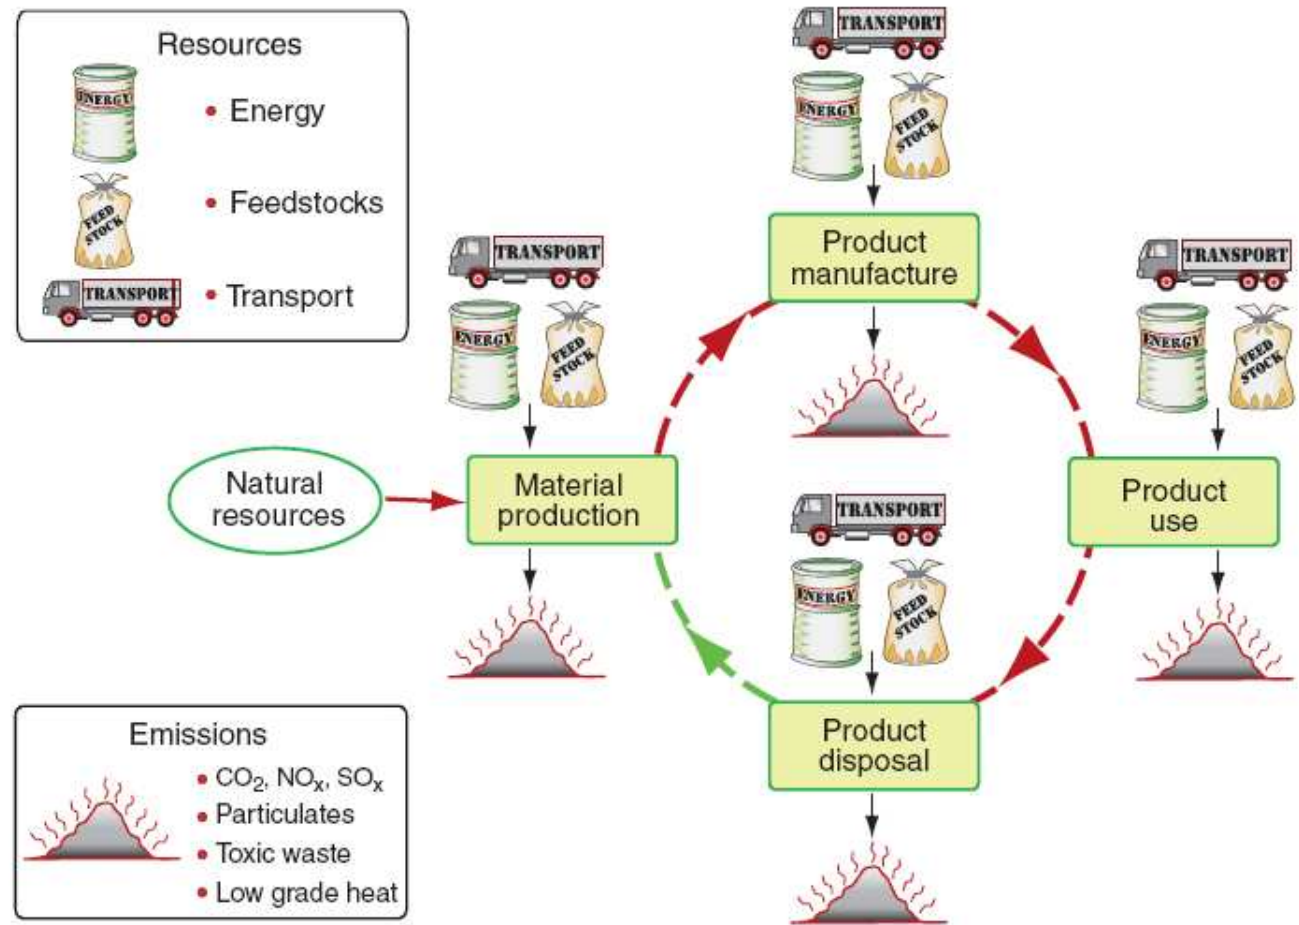 Resources
ENERGY
• Energy
FEED
STOCK
• Feedstocks
TRANSPORT
• Transport
TRANSPORT
ENERGY
FEED
STOCK
Product
manufacture
TRANSPORT
ENERGY
FEED
STOCK
TRANSPORT
ENERGY
FEED
STOCK
Natural
resources
Material
production
Product
use
TRANSPORT
ENERGY
FEED
STOCK
Product
disposal
Emissions
• CO₂, NOₓ, SOₓ
• Particulates
• Toxic waste
• Low grade heat